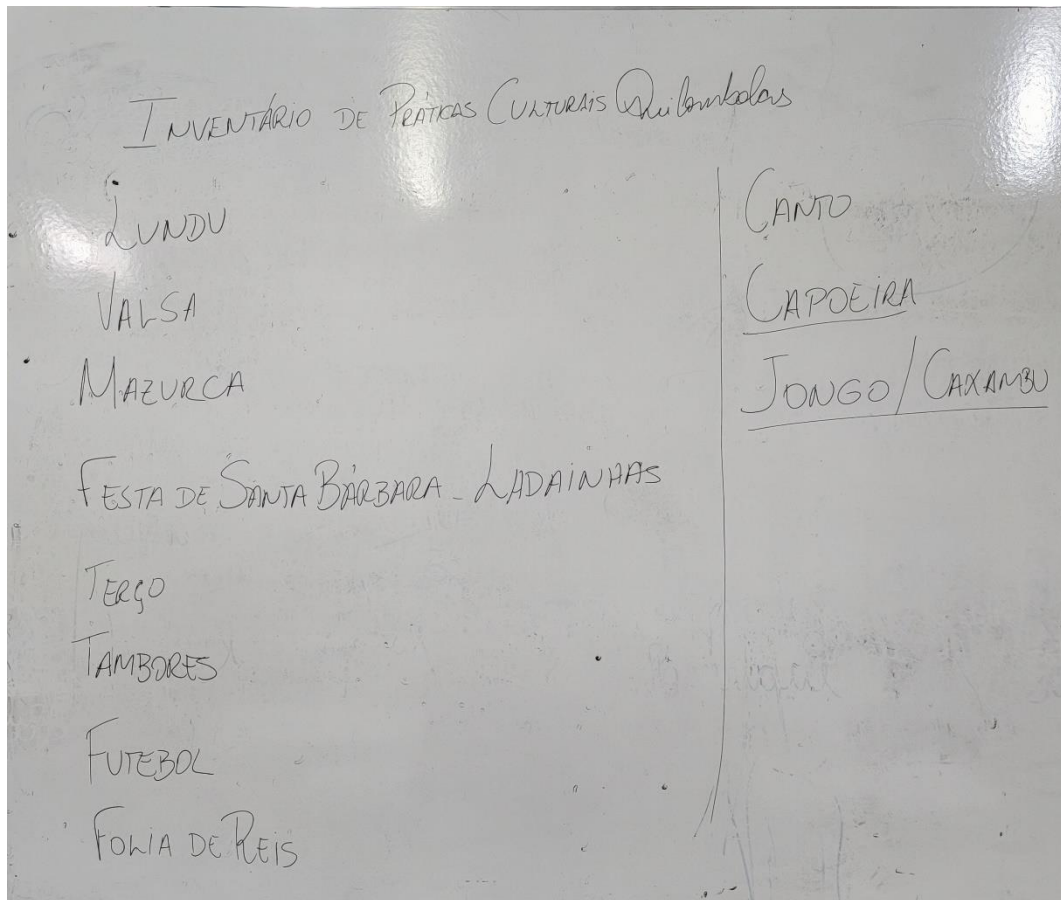 INVENTÁRIO DE PRÁTICAS CULTURAIS Quilombolas
LUNDU
VALSA
MAZURCA
FESTA DE SANTA BÁRBARA - LADAINHAS
TERÇO
TAMBORES
FUTEBOL
FOLIA DE REIS
CANTO
CAPOEIRA
JONGO / CAXAMBU